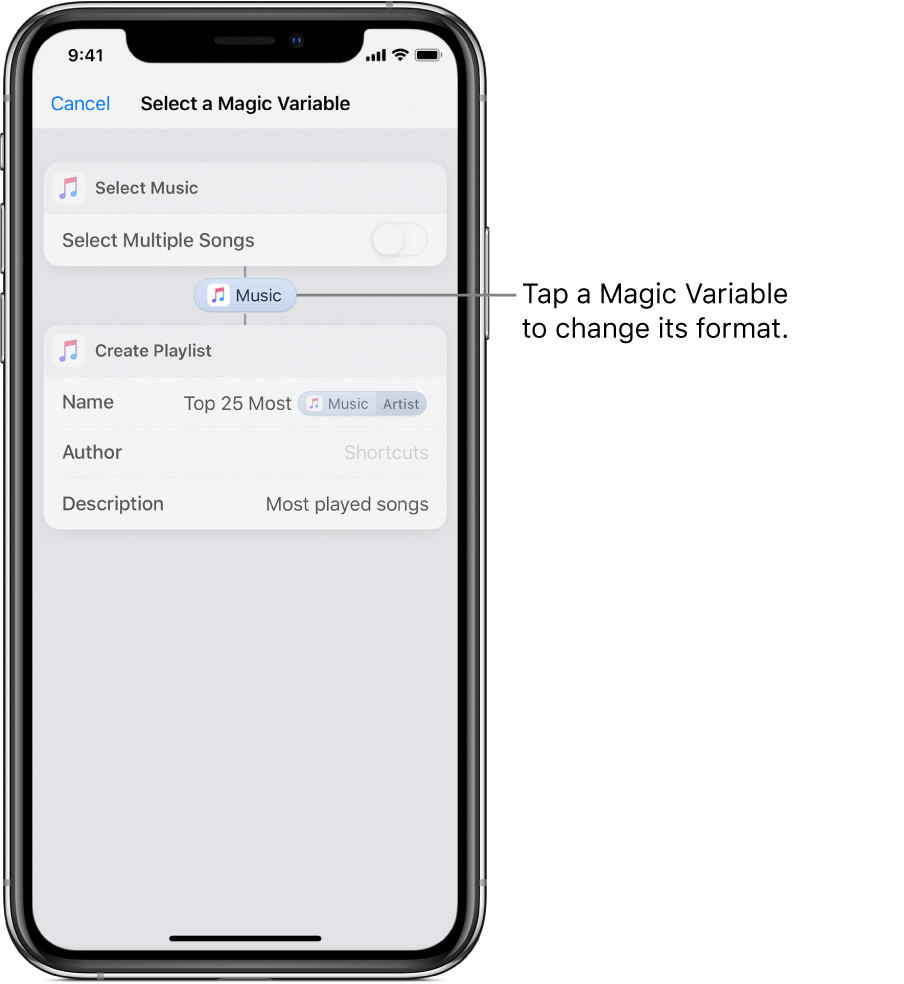 9:41
Cancel Select a Magic Variable
Select Music
Select Multiple Songs
Music
Tap a Magic Variable
to change its format.
Create Playlist
Name Top 25 Most Music Artist
Author Shortcuts
Description Most played songs